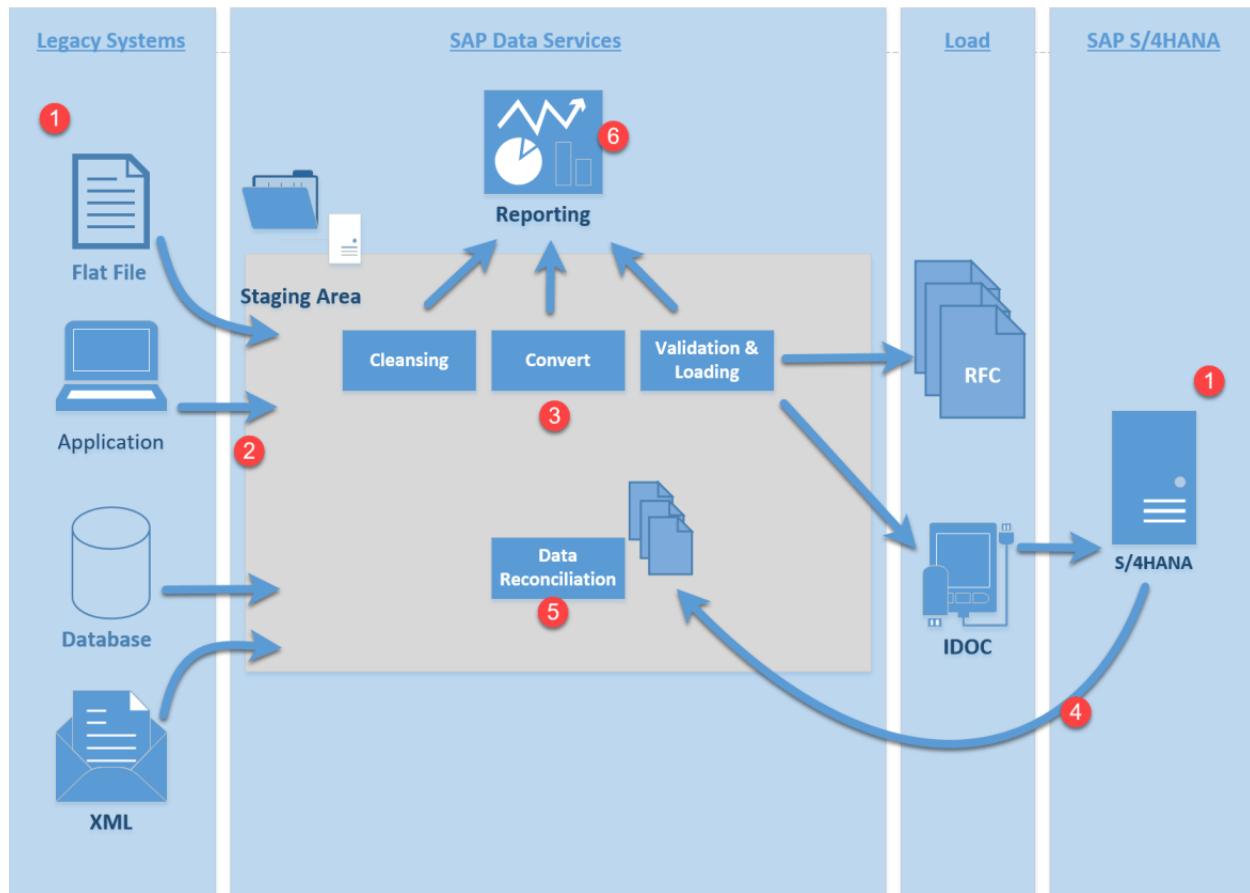 Legacy Systems
SAP Data Services
Load
SAP S/4HANA
1
Flat File
Application
Database
XML
2
6
Reporting
Staging Area
Cleansing
Convert
Validation &
Loading
3
Data
Reconciliation
5
RFC
IDOC
1
S/4HANA
4